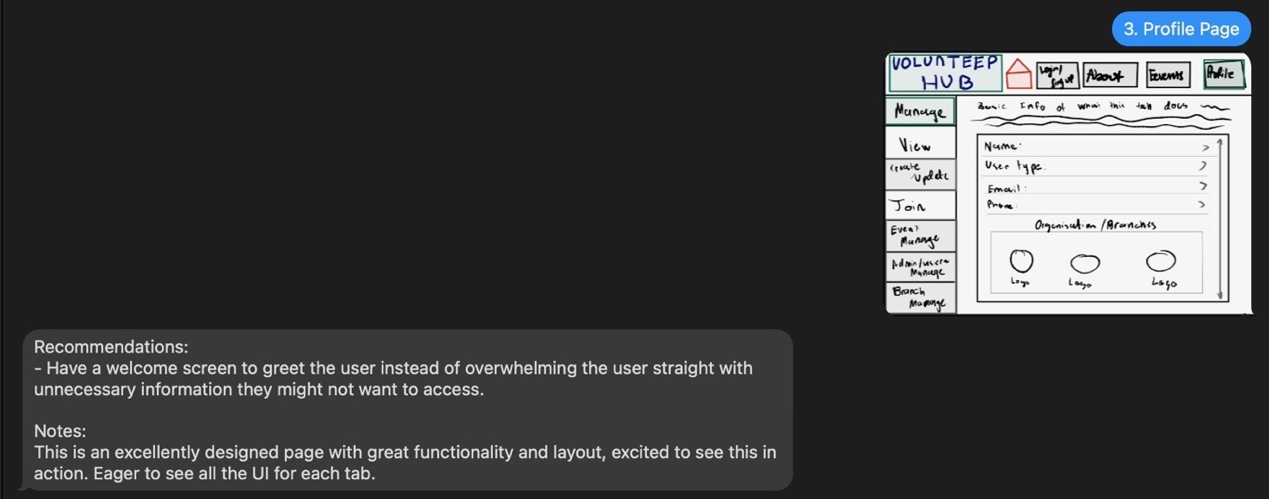 3. Profile Page
VOLUNTEEP
HUB
Login/
About
Events
Profile
Manage
View
Create
Update
Join
Event
Manage
Admin/users
Manage
Branch
Manage
Basic Info of what this tab does
Name:
User type:
Email:
Phone:
Organisation/Branches
Logo
Logo
Logo
Recommendations:
- Have a welcome screen to greet the user instead of overwhelming the user straight with
unnecessary information they might not want to access.
Notes:
This is an excellently designed page with great functionality and layout, excited to see this in
action. Eager to see all the UI for each tab.